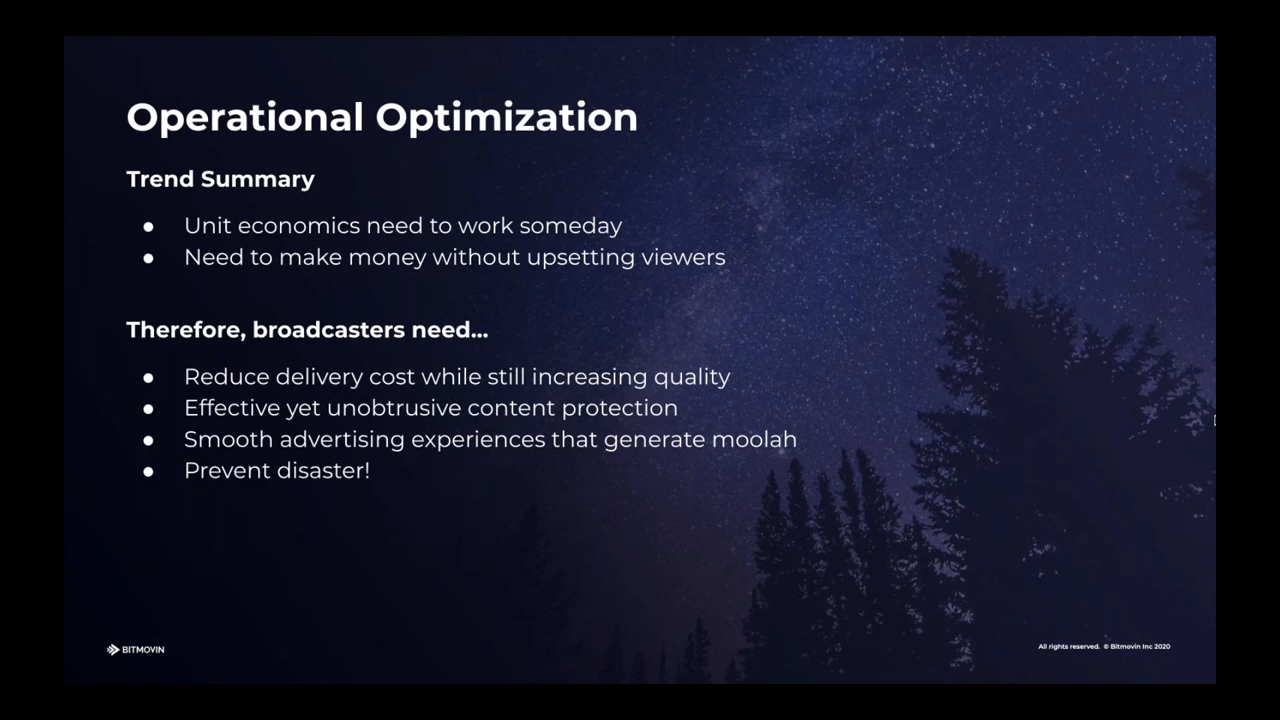 Operational Optimization
Trend Summary
● Unit economics need to work someday
● Need to make money without upsetting viewers
Therefore, broadcasters need...
● Reduce delivery cost while still increasing quality
● Effective yet unobtrusive content protection
● Smooth advertising experiences that generate moolah
● Prevent disaster!
BITMOVIN
All rights reserved. © Bitmovin Inc 2020